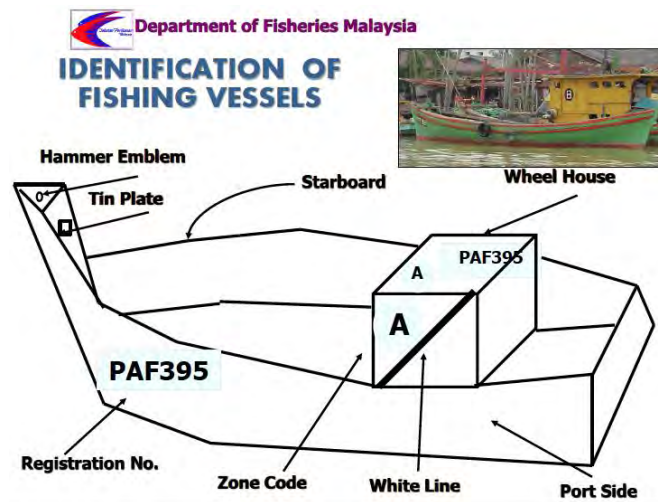 Department of Fisheries Malaysia
IDENTIFICATION OF
FISHING VESSELS
Hammer Emblem
Tin Plate
Starboard
Wheel House
O
A
PAF395
A
PAF395
Registration No.
Zone Code
White Line
Port Side